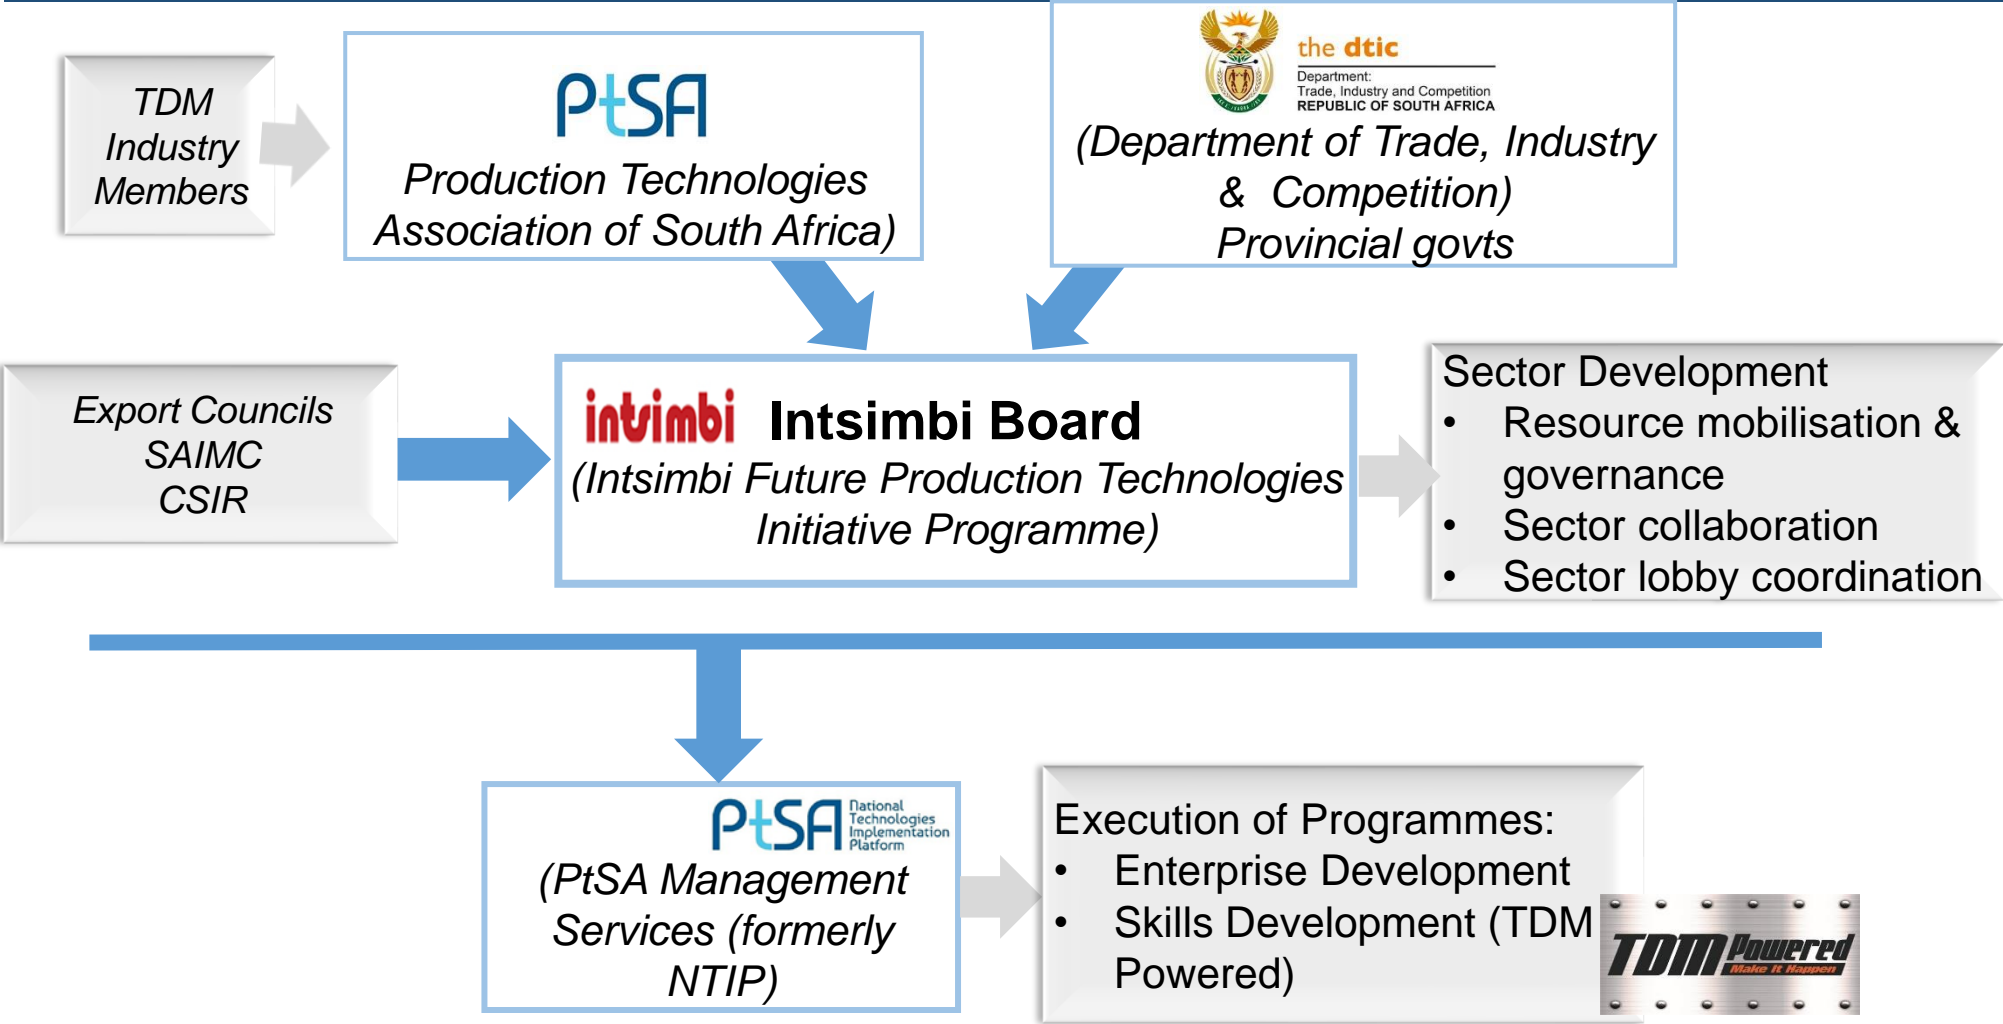 TDM
Industry
Members
PtSA
Production Technologies
Association of South Africa)
the dtic
Department:
Trade, Industry and Competition
REPUBLIC OF SOUTH AFRICA
(Department of Trade, Industry
& Competition)
Provincial govts
Export Councils
SAIMC
CSIR
intsimbi Intsimbi Board
(Intsimbi Future Production Technologies
Initiative Programme)
Sector Development
• Resource mobilisation &
governance
• Sector collaboration
• Sector lobby coordination
PtSA
National
Technologies
Implementation
Platform
(PtSA Management
Services (formerly
NTIP)
Execution of Programmes:
• Enterprise Development
• Skills Development (TDM
Powered)
TDM Powered
Make It Happen